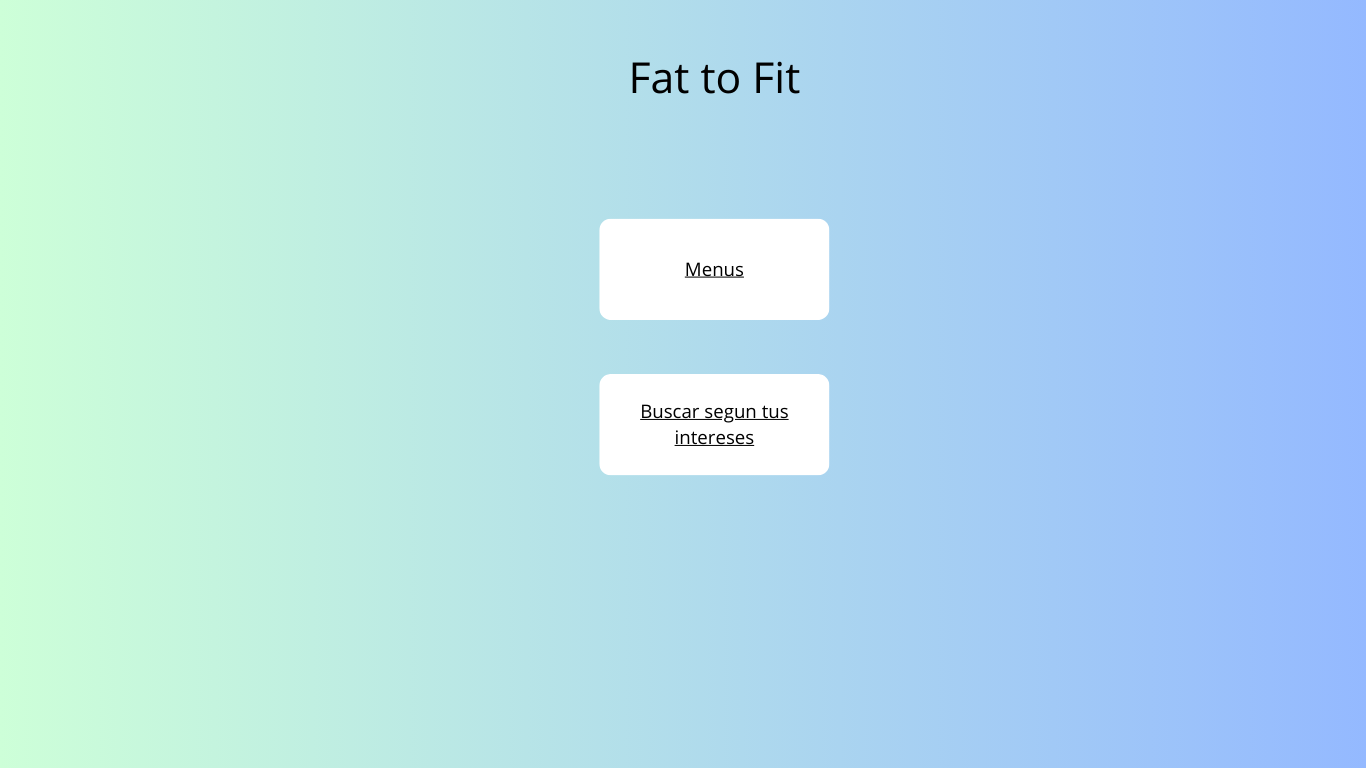 Fat to Fit
Menus
Buscar segun tus
intereses